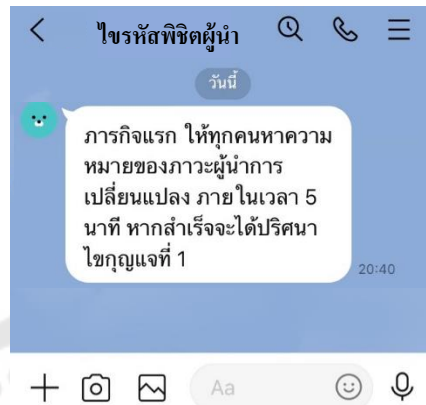 ไขรหัสพิชิตผู้นำ
วันนี้
ภารกิจแรก ให้ทุกคนหาความ
หมายของภาวะผู้นำการ
เปลี่ยนแปลง ภายในเวลา 5
นาที หากสำเร็จจะได้ปริศนา
ไขกุญแจที่ 1
20:40
Aa